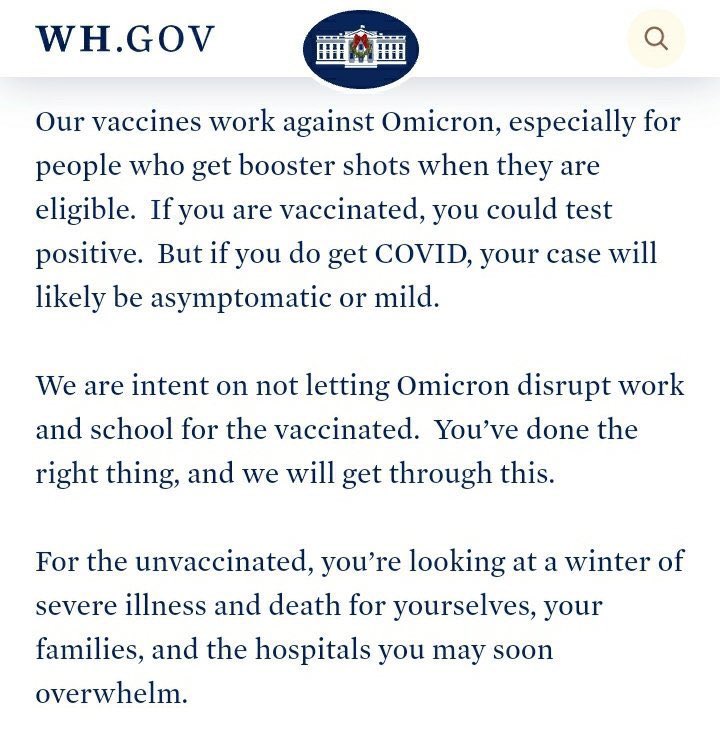 WH.GOV
Our vaccines work against Omicron, especially for
people who get booster shots when they are
eligible.  If you are vaccinated, you could test
positive.  But if you do get COVID, your case will
likely be asymptomatic or mild.
We are intent on not letting Omicron disrupt work
and school for the vaccinated.  You’ve done the
right thing, and we will get through this.
For the unvaccinated, you’re looking at a winter of
severe illness and death for yourselves, your
families, and the hospitals you may soon
overwhelm.